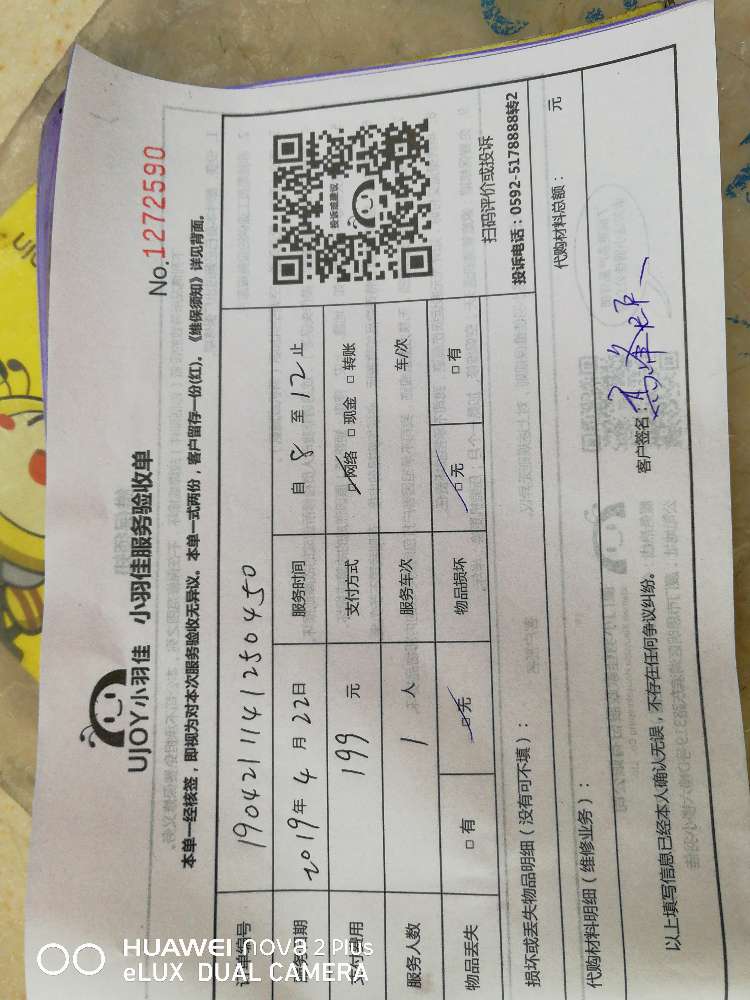 No.1272590
UJOY小羽佳 小羽佳服务验收单
本单一经核签，即视为对本次服务验收无异议。本单一式两份，客户留存一份(红)。《维保须知》详见背面。
订单编号 1904211141250450
服务日期 2019年 4 月 22日 服务时间 自 8 至 12 止
支付费用 199 元 支付方式 □网络 □现金 □转账
服务人数 1 人 服务车次 车/次
物品丢失 □有 □无 物品损坏 □无 □有
投诉或建议
扫码评价或投诉
投诉电话：0592-5178888转2
损坏或丢失物品明细（没有可不填）：
代购材料明细（维修业务）： 代购材料总额： 元
以上填写信息已经本人确认无误，不存在任何争议纠纷。 客户签名：
UJO
HUAWEI nova 2 Plus
eLUX DUAL CAMERA